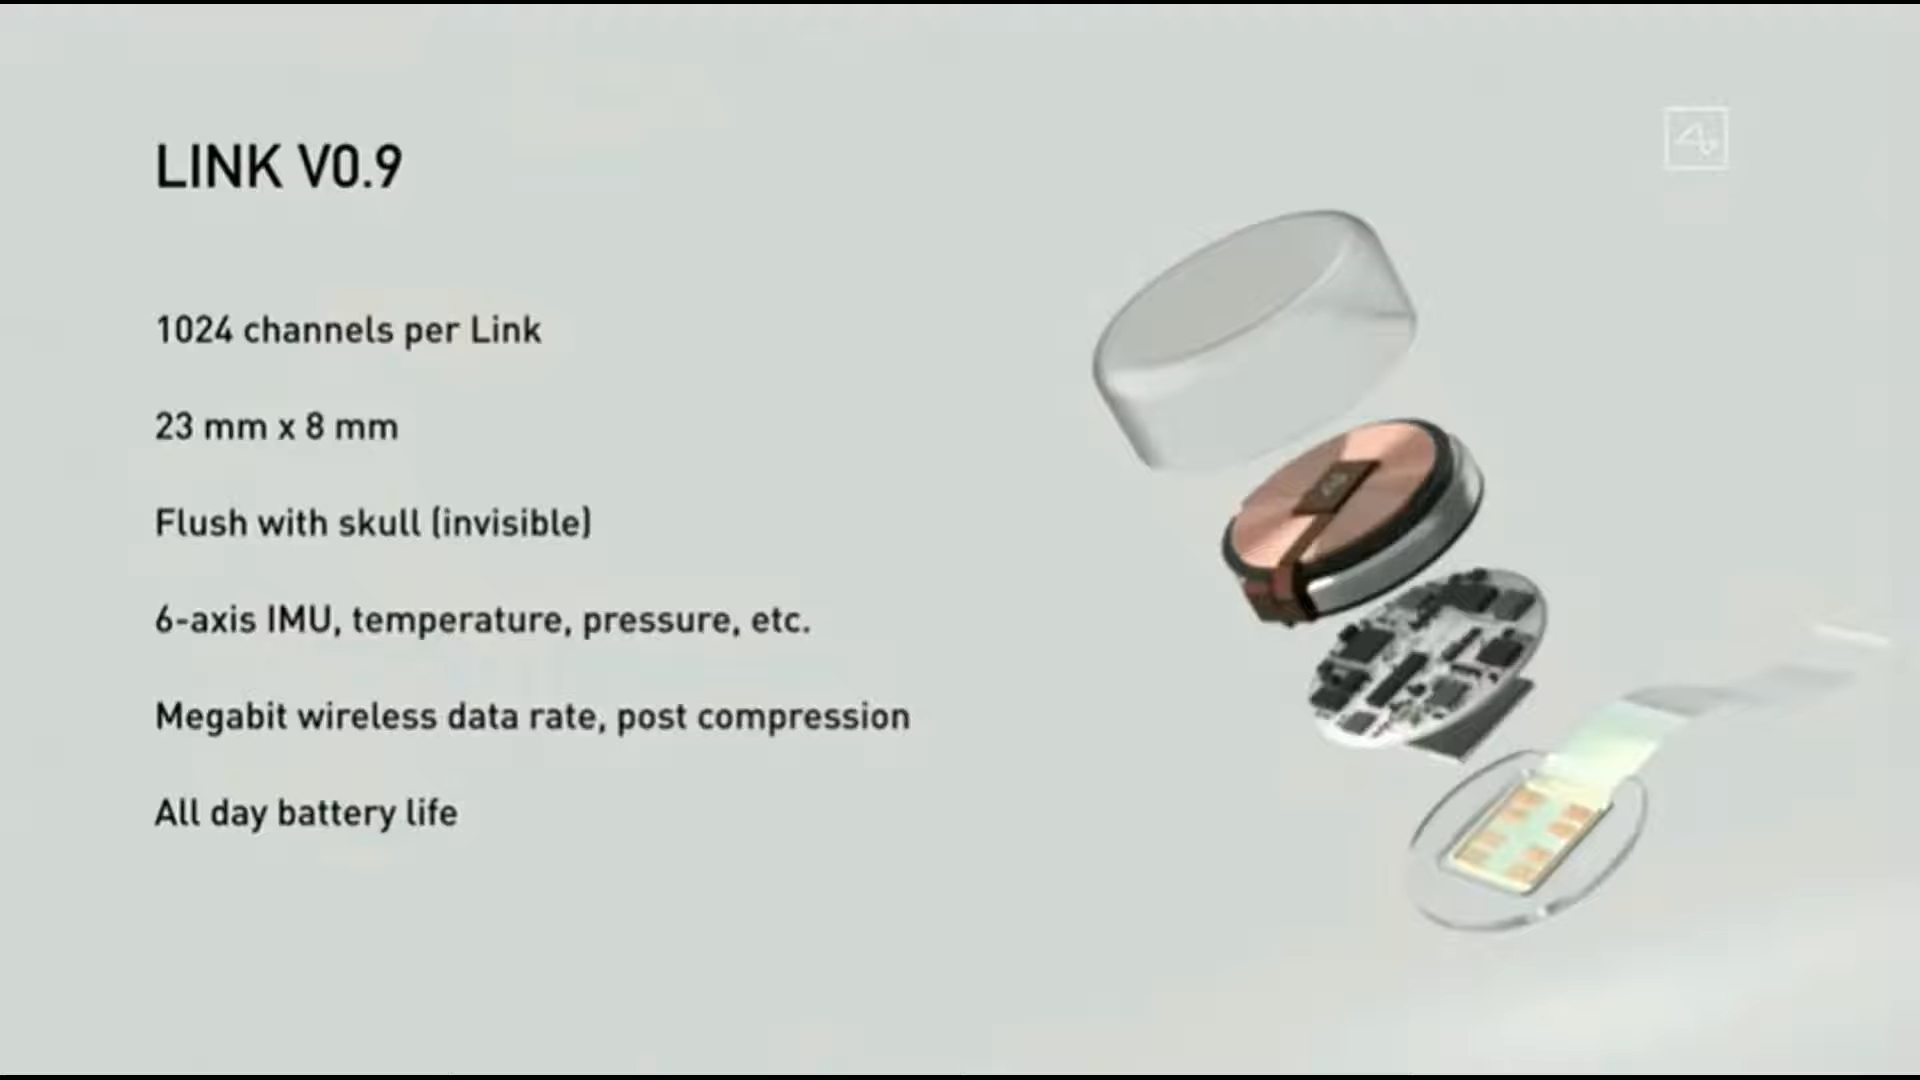 LINK V0.9
1024 channels per Link
23 mm x 8 mm
Flush with skull (invisible)
6-axis IMU, temperature, pressure, etc.
Megabit wireless data rate, post compression
All day battery life